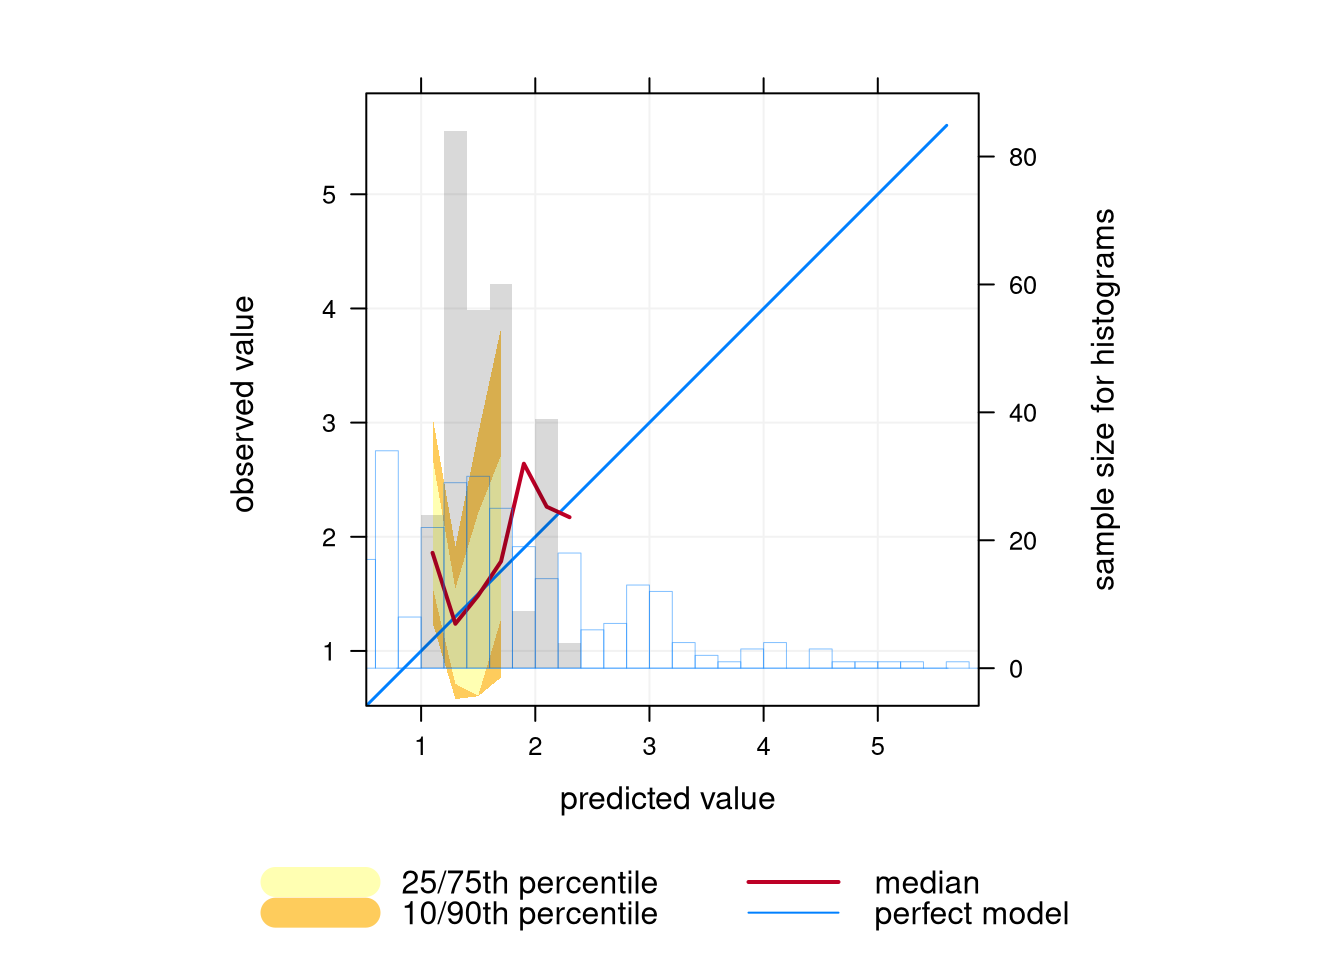 5
4
3
2
1
observed value
80
60
40
20
0
sample size for histograms
1 2 3 4 5
predicted value
25/75th percentile median
10/90th percentile perfect model